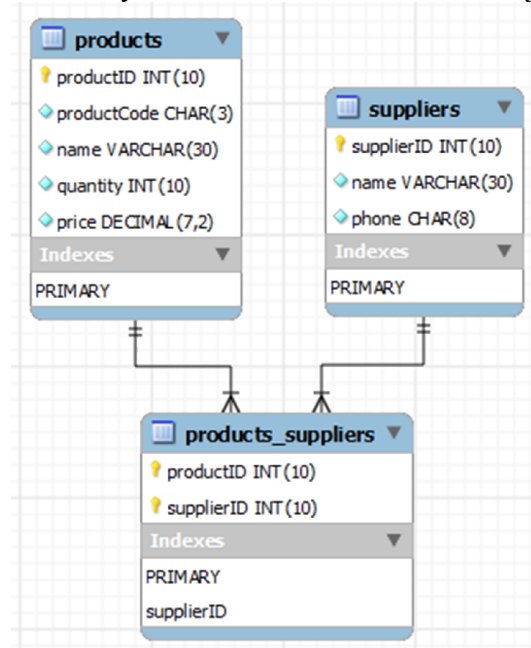 products
productID INT(10)
productCode CHAR(3)
name VARCHAR(30)
quantity INT(10)
price DECIMAL(7,2)
Indexes
PRIMARY
suppliers
supplierID INT(10)
name VARCHAR(30)
phone CHAR(8)
Indexes
PRIMARY
products_suppliers
productID INT(10)
supplierID INT(10)
Indexes
PRIMARY
supplierID